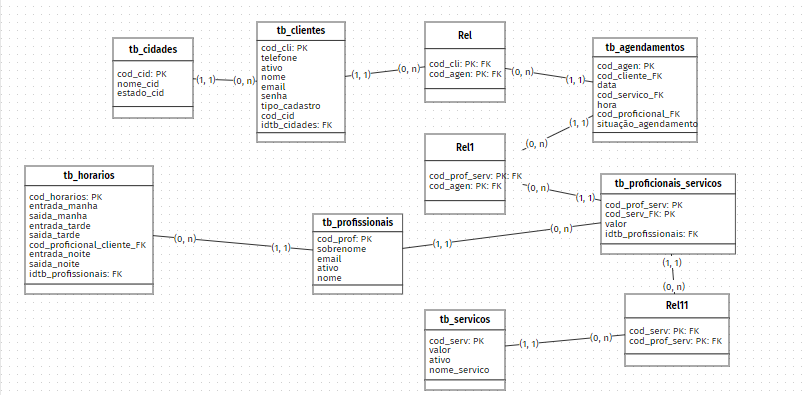 tb_cidades
cod_cid: PK
nome_cid
estado_cid
(1, 1)
(0, n)
tb_clientes
cod_cli: PK
telefone
ativo
nome
email
senha
tipo_cadastro
cod_cid
idtb_cidades: FK
(1, 1)
(0, n)
Rel
cod_cli: PK: FK
cod_agen: PK: FK
(0, n)
(1, 1)
tb_agendamentos
cod_agen: PK
cod_cliente_FK
data
cod_servico_FK
hora
cod_proficional_FK
situação_agendamento
(1, 1)
(0, n)
Rel1
cod_prof_serv: PK: FK
cod_agen: PK: FK
(0, n)
(1, 1)
tb_horarios
cod_horarios: PK
entrada_manha
saida_manha
entrada_tarde
saida_tarde
cod_proficional_cliente_FK
entrada_noite
saida_noite
idtb_profissionais: FK
(0, n)
(1, 1)
tb_profissionais
cod_prof: PK
sobrenome
email
ativo
nome
(1, 1)
(0, n)
tb_proficionais_servicos
cod_prof_serv: PK
cod_serv_FK: PK
valor
idtb_profissionais: FK
(1, 1)
(0, n)
Rel11
cod_serv: PK: FK
cod_prof_serv: PK: FK
tb_servicos
cod_serv: PK
valor
ativo
nome_servico
(1, 1)
(0, n)